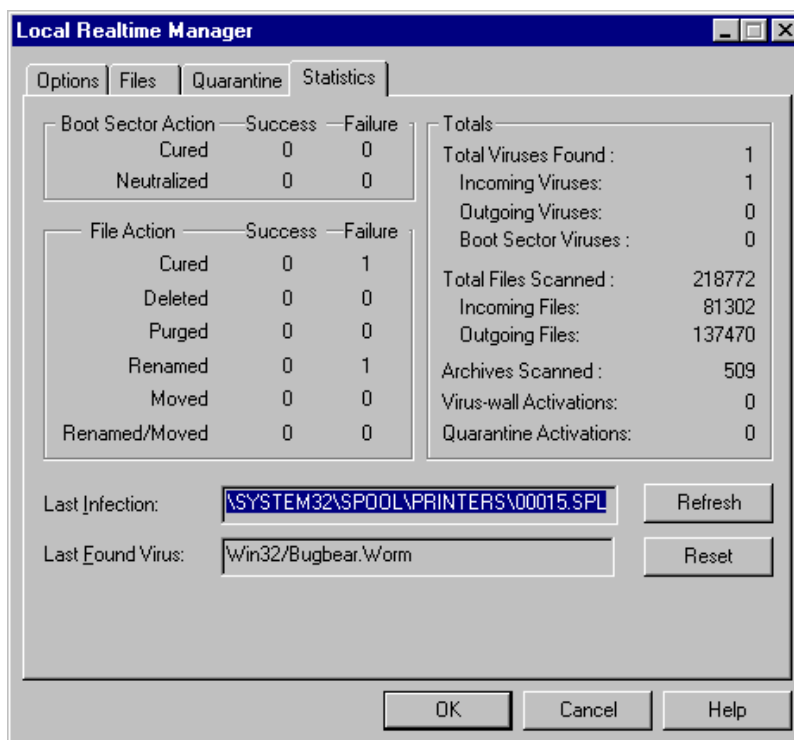 Local Realtime Manager
Options Files Quarantine Statistics
Boot Sector Action Success Failure
Cured 0 0
Neutralized 0 0
File Action Success Failure
Cured 0 1
Deleted 0 0
Purged 0 0
Renamed 0 1
Moved 0 0
Renamed/Moved 0 0
Totals
Total Viruses Found : 1
Incoming Viruses: 1
Outgoing Viruses: 0
Boot Sector Viruses : 0
Total Files Scanned : 218772
Incoming Files: 81302
Outgoing Files: 137470
Archives Scanned : 509
Virus-wall Activations: 0
Quarantine Activations: 0
Last Infection: \SYSTEM32\SPOOL\PRINTERS\00015.SPL Refresh
Last Found Virus: Win32/Bugbear.Worm Reset
OK Cancel Help